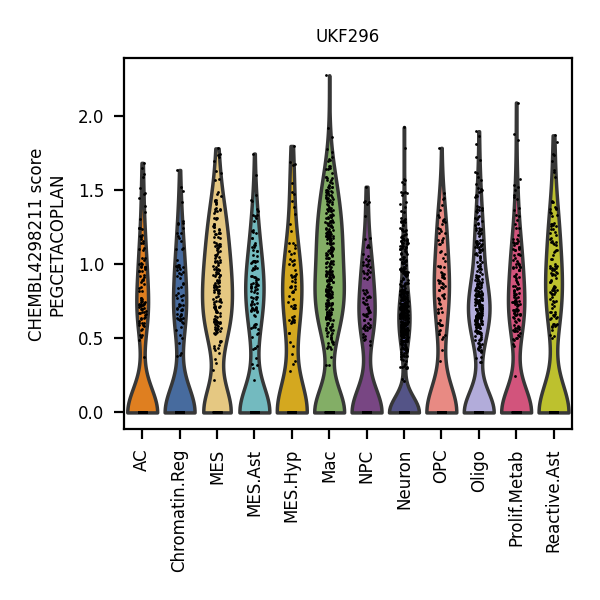 UKF296
CHEMBL4298211 score
PEGCETACOPLAN
2.0
1.5
1.0
0.5
0.0
AC
Chromatin.Reg
MES
MES.Ast
MES.Hyp
Mac
NPC
Neuron
OPC
Oligo
Prolif.Metab
Reactive.Ast